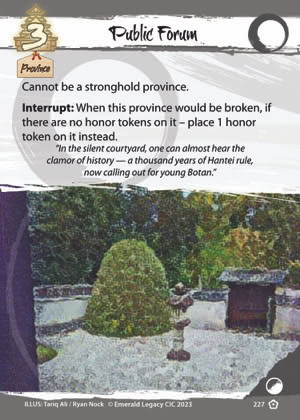 Public Forum
3
Province
Cannot be a stronghold province.
Interrupt: When this province would be broken, if
there are no honor tokens on it – place 1 honor
token on it instead.
"In the silent courtyard, one can almost hear the
clamor of history — a thousand years of Hantei rule,
now calling out for young Botan."
ILLUS: Tariq Ali / Ryan Nock © Emerald Legacy CIC 2023
227